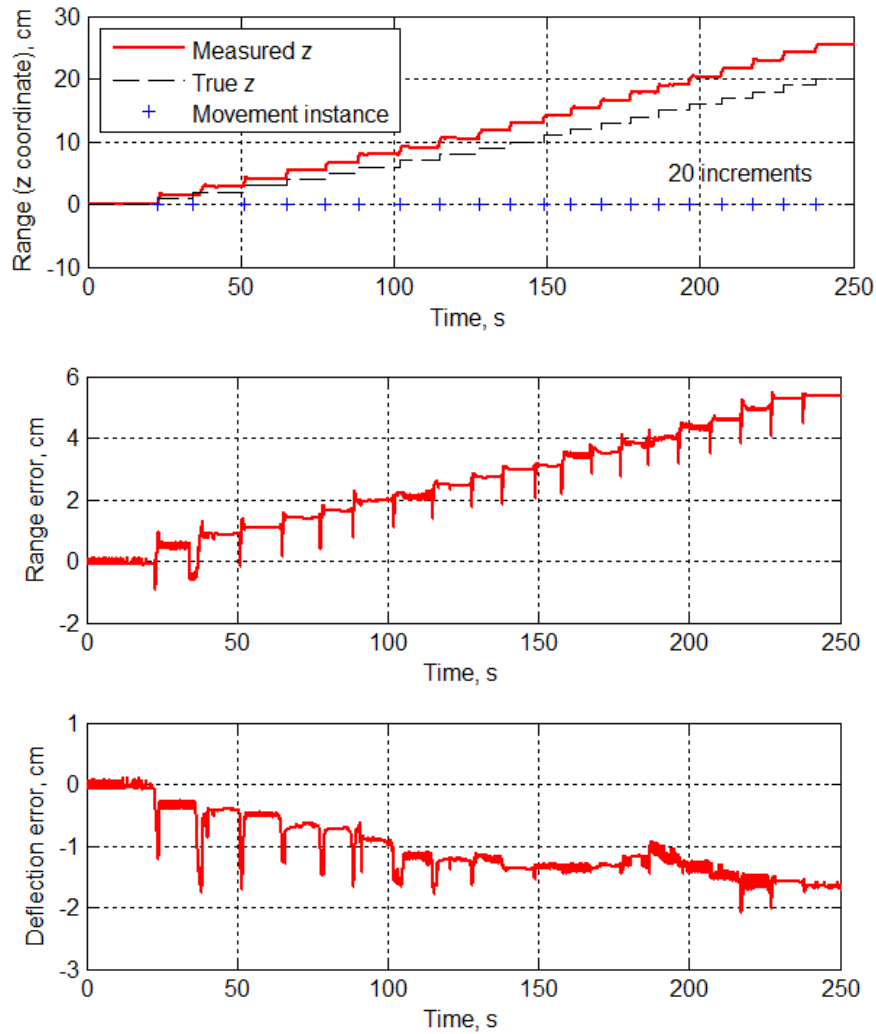 Range (z coordinate), cm
30
20
10
0
-10
Measured z
True z
Movement instance
20 increments
0 50 100 150 200 250
Time, s
Range error, cm
6
4
2
0
-2
0 50 100 150 200 250
Time, s
Deflection error, cm
1
0
-1
-2
-3
0 50 100 150 200 250
Time, s